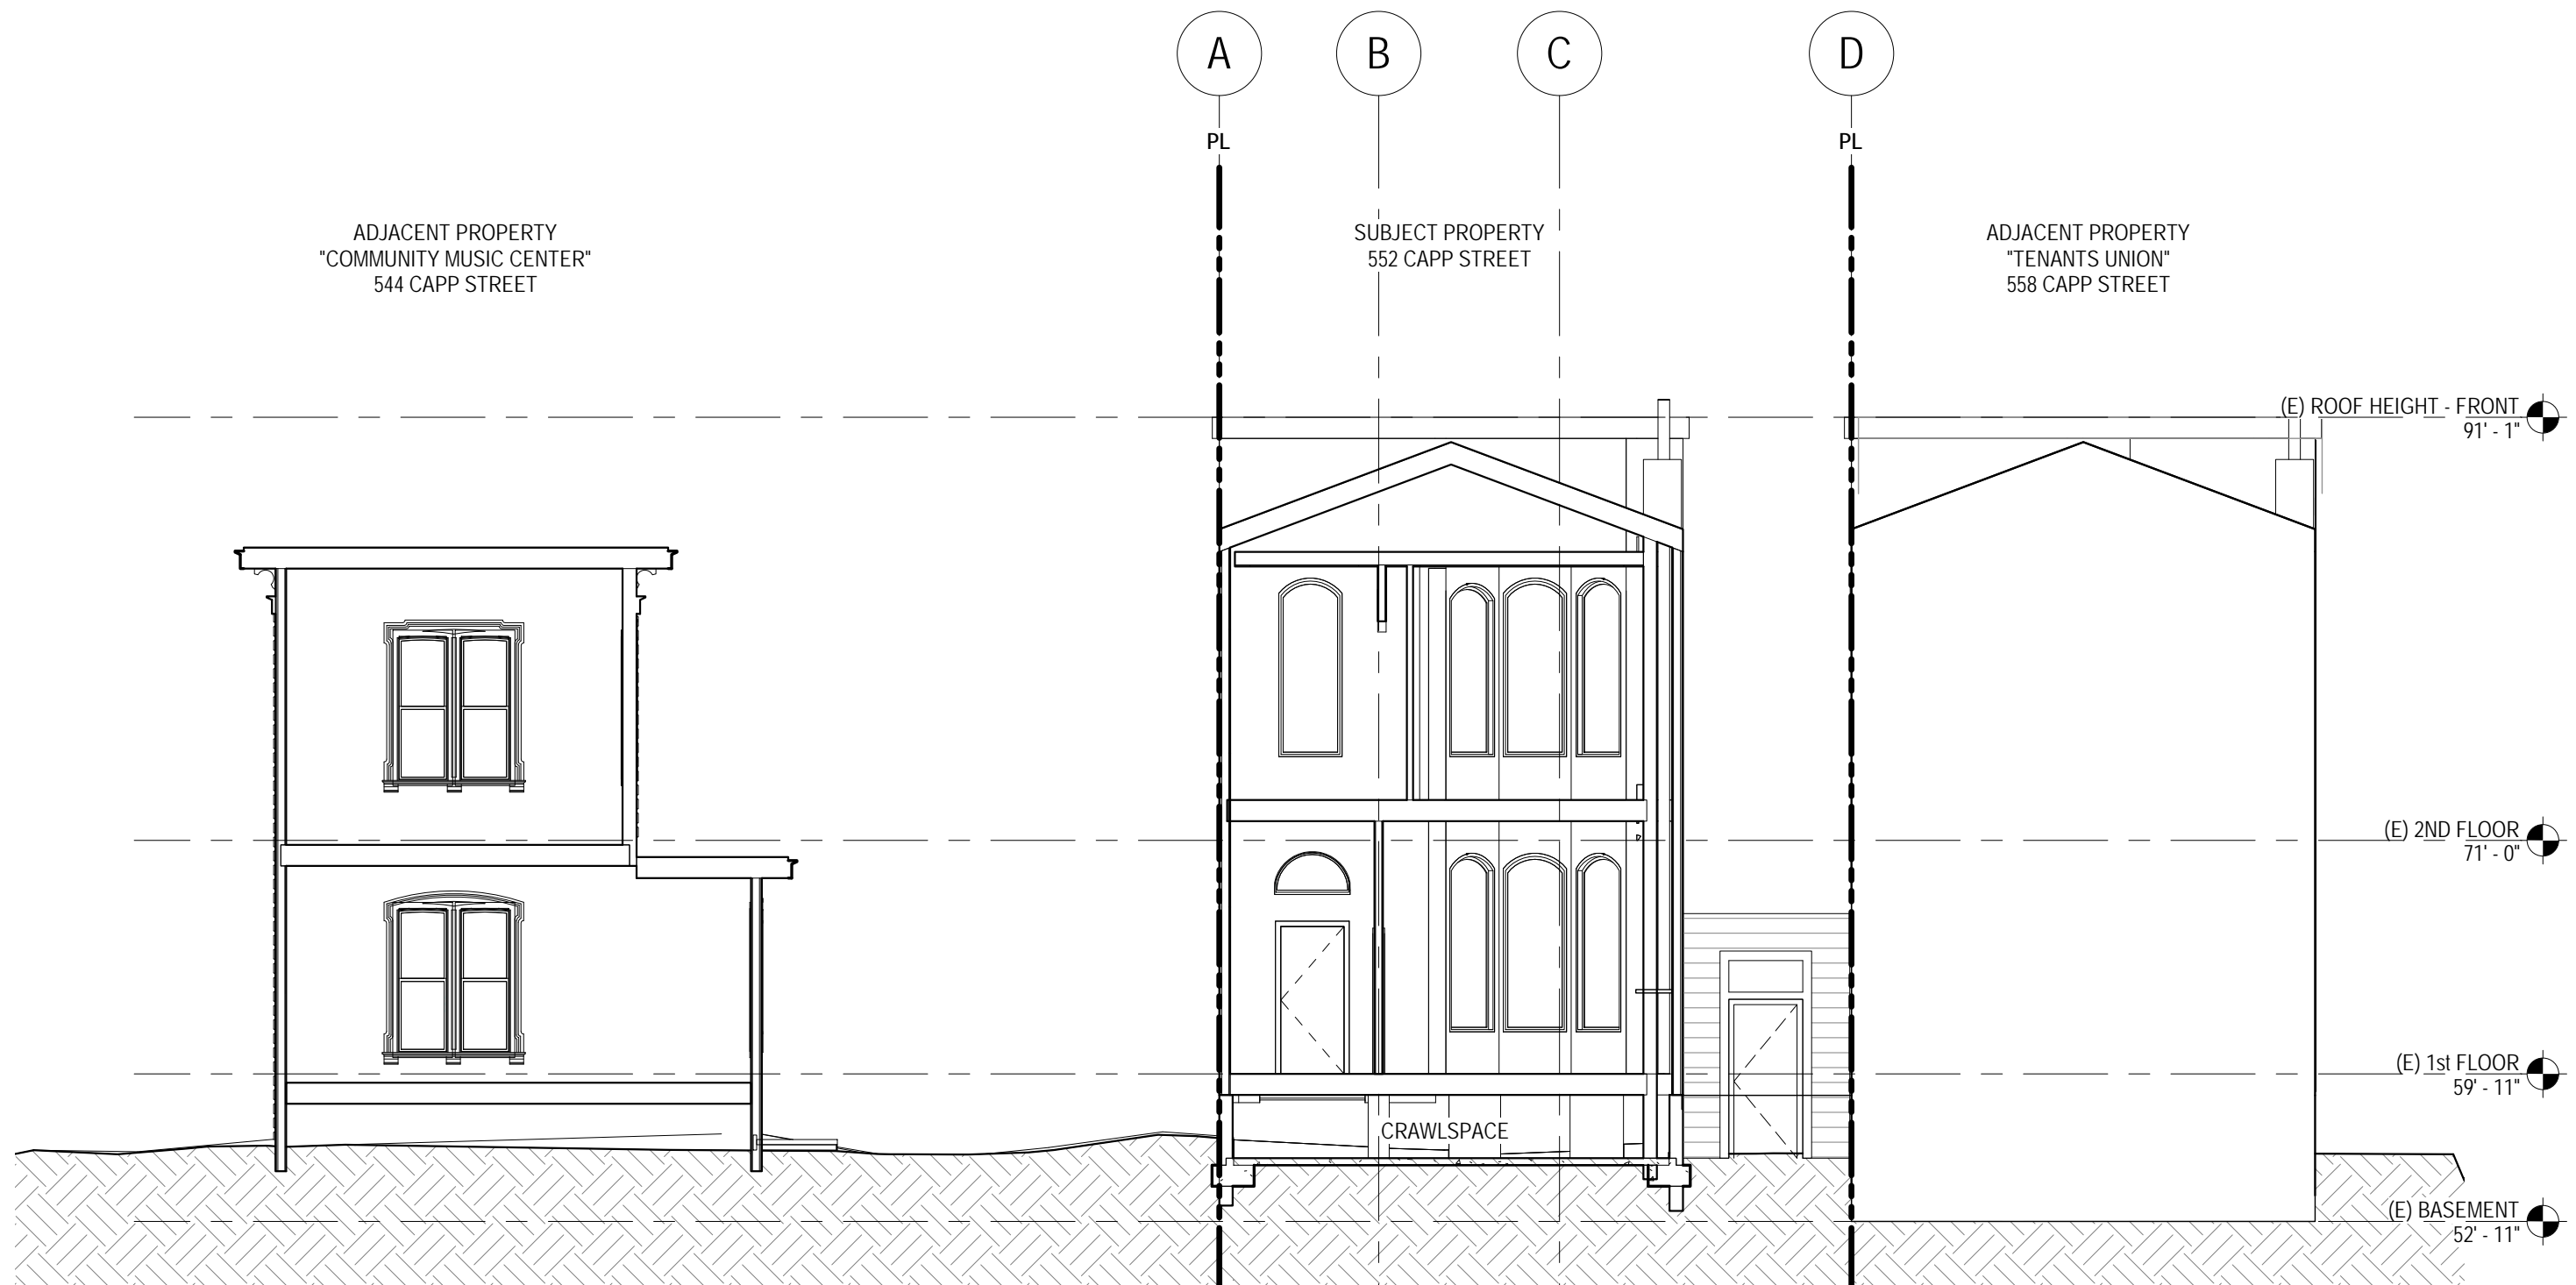 A
B
C
D
PL
PL
ADJACENT PROPERTY
"COMMUNITY MUSIC CENTER"
544 CAPP STREET
SUBJECT PROPERTY
552 CAPP STREET
ADJACENT PROPERTY
"TENANTS UNION"
558 CAPP STREET
(E) ROOF HEIGHT - FRONT
91' - 1"
(E) 2ND FLOOR
71' - 0"
(E) 1st FLOOR
59' - 11"
CRAWLSPACE
(E) BASEMENT
52' - 11"